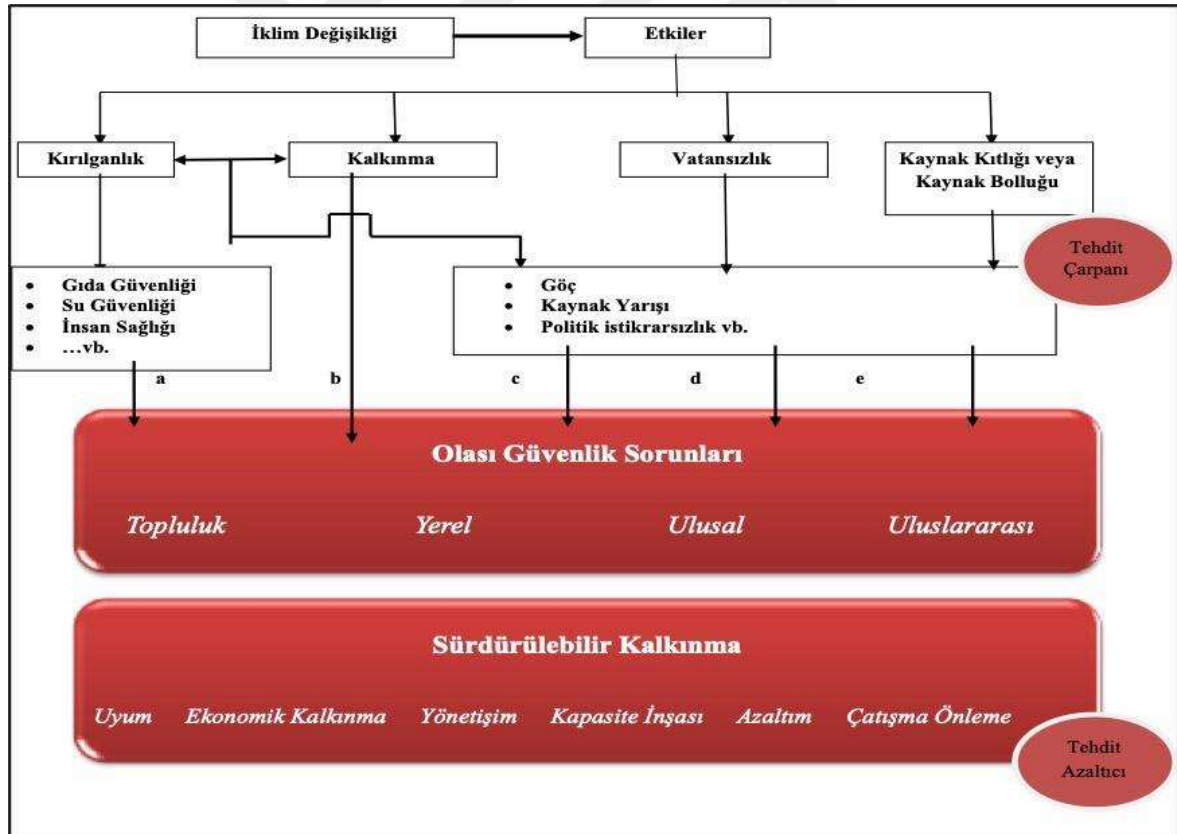 İklim Değişikliği
Etkiler
Kırılganlık
Kalkınma
Vatansızlık
Kaynak Kıtlığı veya
Kaynak Bolluğu
Tehdit
Çarpanı
• Gıda Güvenliği
• Su Güvenliği
• İnsan Sağlığı
• …vb.
• Göç
• Kaynak Yarışı
• Politik istikrarsızlık vb.
a
b
c
d
e
Olası Güvenlik Sorunları
Topluluk Yerel Ulusal Uluslararası
Sürdürülebilir Kalkınma
Uyum Ekonomik Kalkınma Yönetişim Kapasite İnşası Azaltım Çatışma Önleme
Tehdit
Azaltıcı